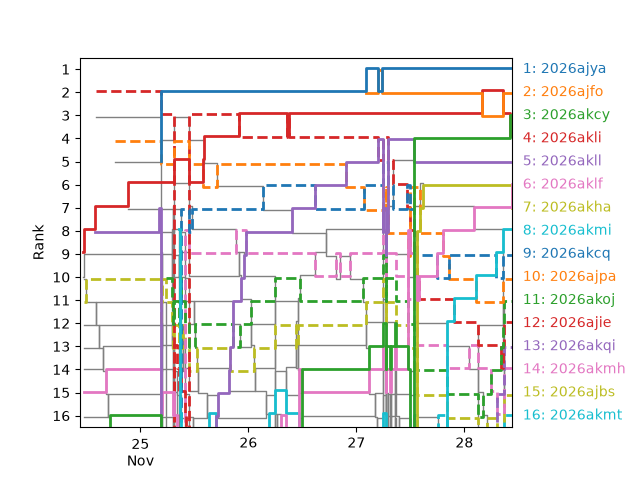 1
2
3
4
5
6
7
8
9
10
11
12
13
14
15
16
Rank
25
26
27
28
Nov
1: 2026ajya
2: 2026ajfo
3: 2026akcy
4: 2026akli
5: 2026akll
6: 2026aklf
7: 2026akha
8: 2026akmi
9: 2026akcq
10: 2026ajpa
11: 2026akoj
12: 2026ajie
13: 2026akqi
14: 2026akmh
15: 2026ajbs
16: 2026akmt